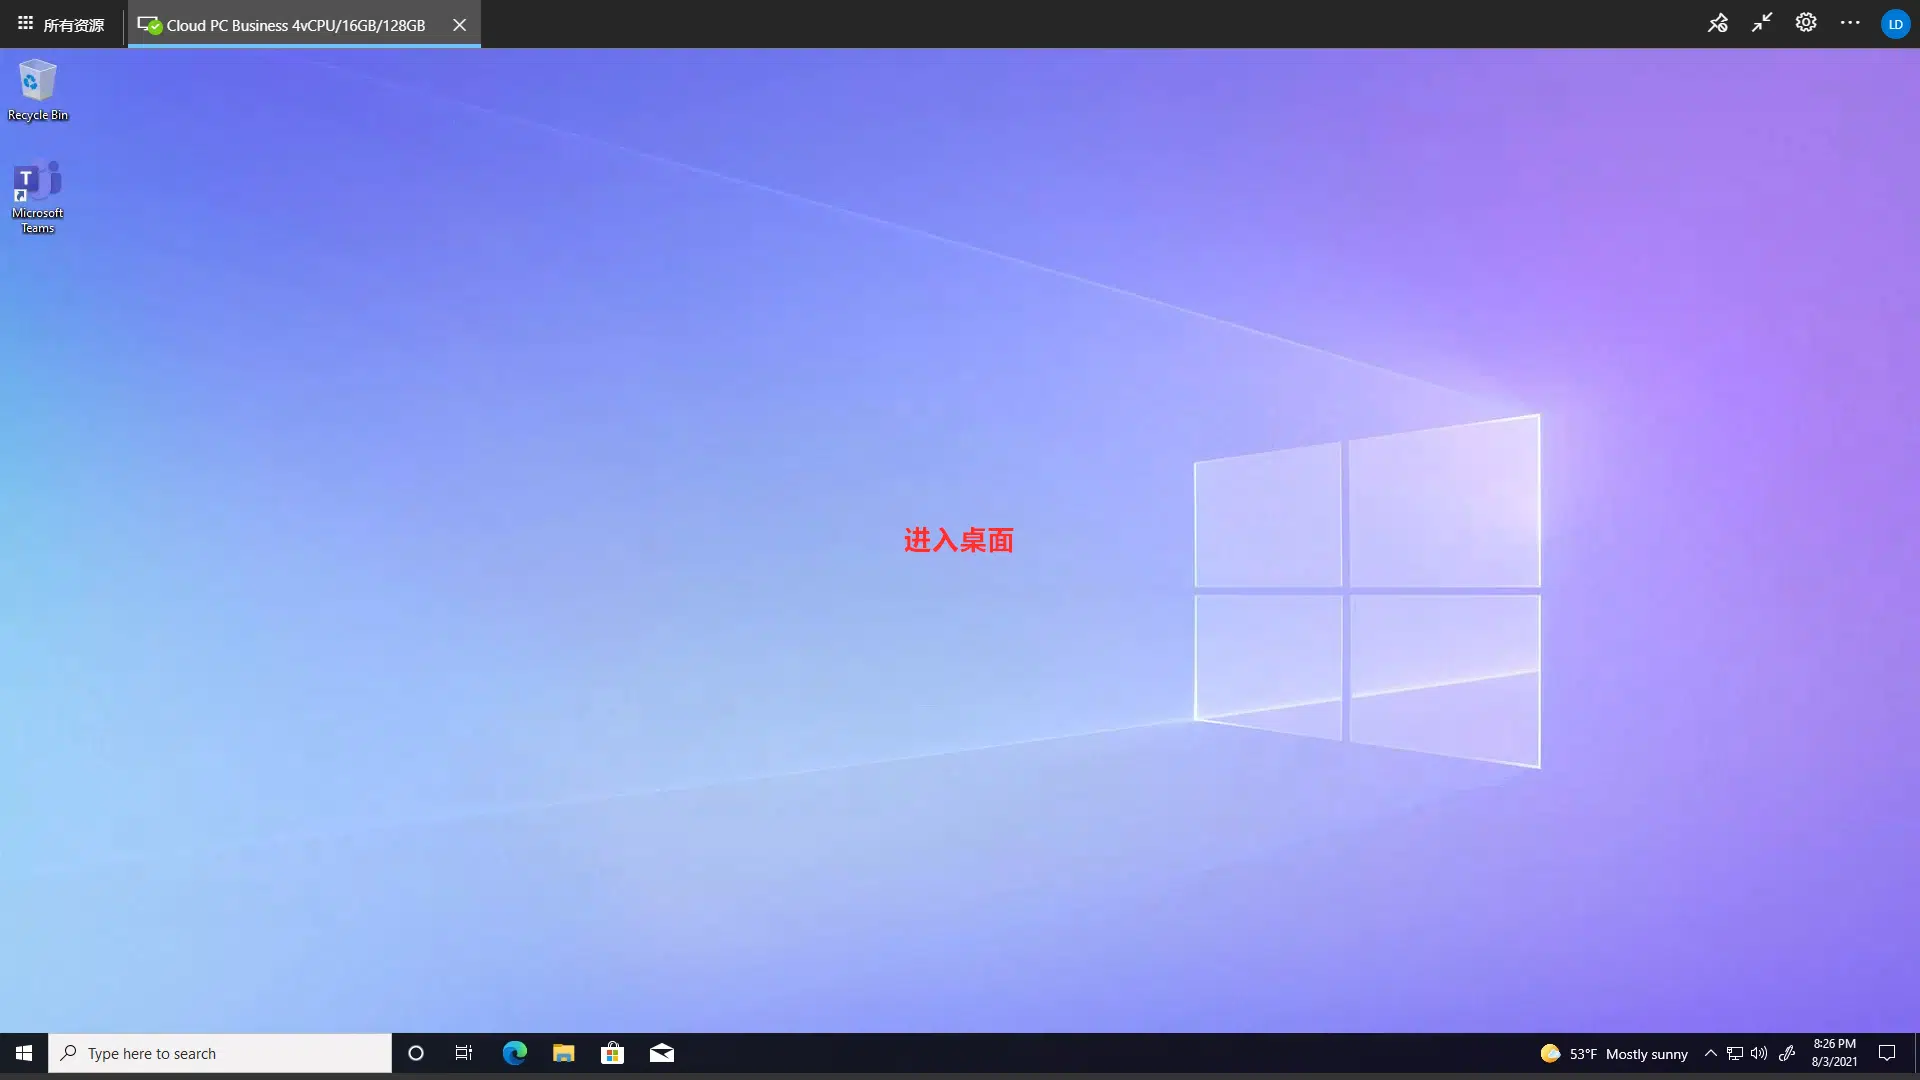 所有资源
Cloud PC Business 4vCPU/16GB/128GB
LD
Recycle Bin
T
Microsoft
Teams
进入桌面
Type here to search
53°F Mostly sunny
8:26 PM
8/3/2021